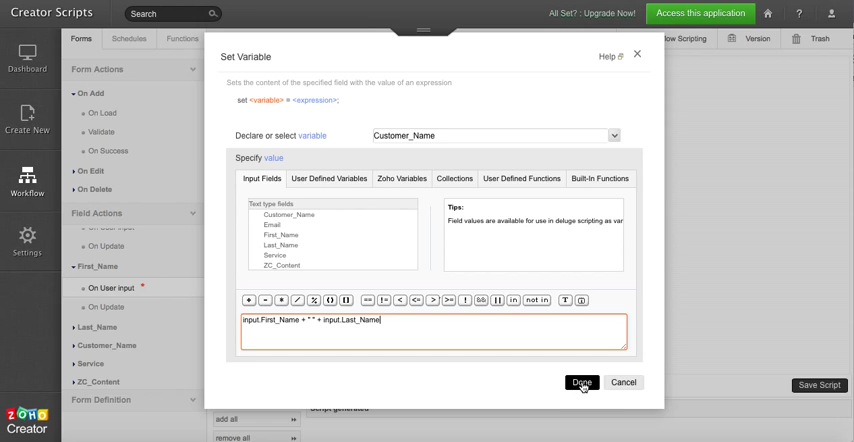 Creator Scripts
Search
All Set? : Upgrade Now!
Access this application
?
Dashboard
Create New
Workflow
Settings
ZOHO
Creator
Forms
Schedules
Functions
Form Actions
On Add
On Load
Validate
On Success
On Edit
On Delete
Field Actions
On Update
First_Name
On User input *
On Update
Last_Name
Customer_Name
Service
ZC_Content
Form Definition
Version
Trash
Set Variable
Help
Sets the content of the specified field with the value of an expression
set <variable> = <expression>;
Declare or select variable
Customer_Name
Specify value
Input Fields
User Defined Variables
Zoho Variables
Collections
User Defined Functions
Built-In Functions
Text type fields
Customer_Name
Email
First_Name
Last_Name
Service
ZC_Content
Tips:
Field values are available for use in deluge scripting as var
+ - * / % () [] == != < <= > >= ! && || in not in T
input.First_Name + " " + input.Last_Name
Done
Cancel
Save Script
add all
remove all